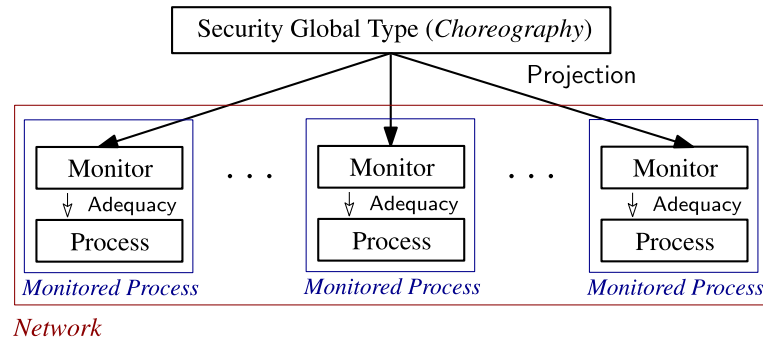 Security Global Type (Choreography)
Projection
Monitor
Adequacy
Process
Monitored Process
. . .
Monitor
Adequacy
Process
Monitored Process
. . .
Monitor
Adequacy
Process
Monitored Process
Network